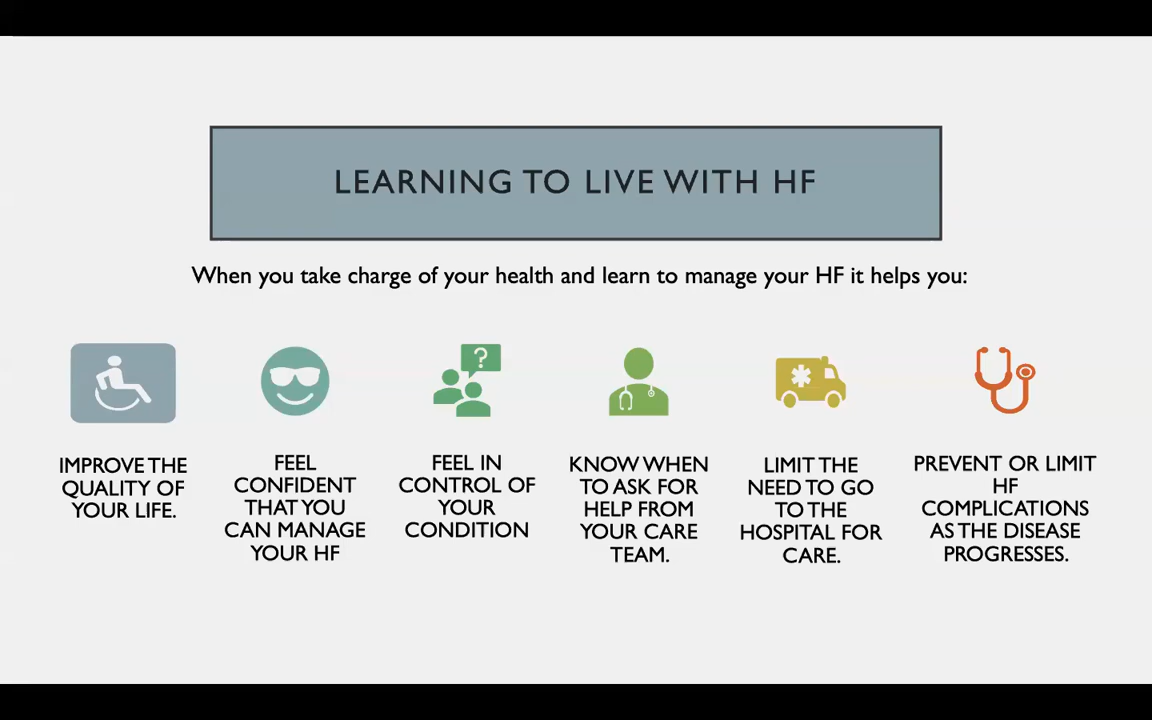 LEARNING TO LIVE WITH HF
When you take charge of your health and learn to manage your HF it helps you:
?
IMPROVE THE
QUALITY OF
YOUR LIFE.
FEEL
CONFIDENT
THAT YOU
CAN MANAGE
YOUR HF
FEEL IN
CONTROL OF
YOUR
CONDITION
KNOW WHEN
TO ASK FOR
HELP FROM
YOUR CARE
TEAM.
LIMIT THE
NEED TO GO
TO THE
HOSPITAL FOR
CARE.
PREVENT OR LIMIT
HF
COMPLICATIONS
AS THE DISEASE
PROGRESSES.